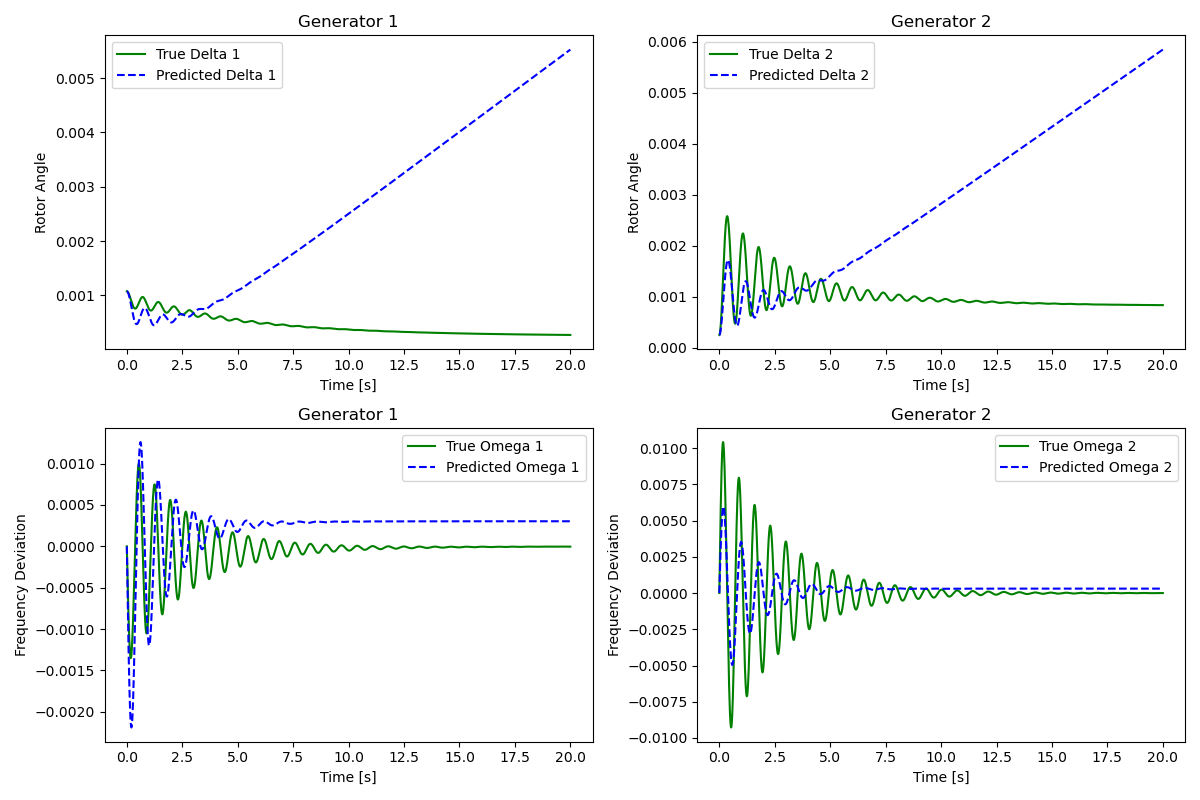 Generator 1
True Delta 1
Predicted Delta 1
0.005
0.004
0.003
0.002
0.001
Rotor Angle
0.0 2.5 5.0 7.5 10.0 12.5 15.0 17.5 20.0
Time [s]
Generator 2
True Delta 2
Predicted Delta 2
0.006
0.005
0.004
0.003
0.002
0.001
0.000
Rotor Angle
0.0 2.5 5.0 7.5 10.0 12.5 15.0 17.5 20.0
Time [s]
Generator 1
True Omega 1
Predicted Omega 1
0.0010
0.0005
0.0000
−0.0005
−0.0010
−0.0015
−0.0020
Frequency Deviation
0.0 2.5 5.0 7.5 10.0 12.5 15.0 17.5 20.0
Time [s]
Generator 2
True Omega 2
Predicted Omega 2
0.0100
0.0075
0.0050
0.0025
0.0000
−0.0025
−0.0050
−0.0075
−0.0100
Frequency Deviation
0.0 2.5 5.0 7.5 10.0 12.5 15.0 17.5 20.0
Time [s]